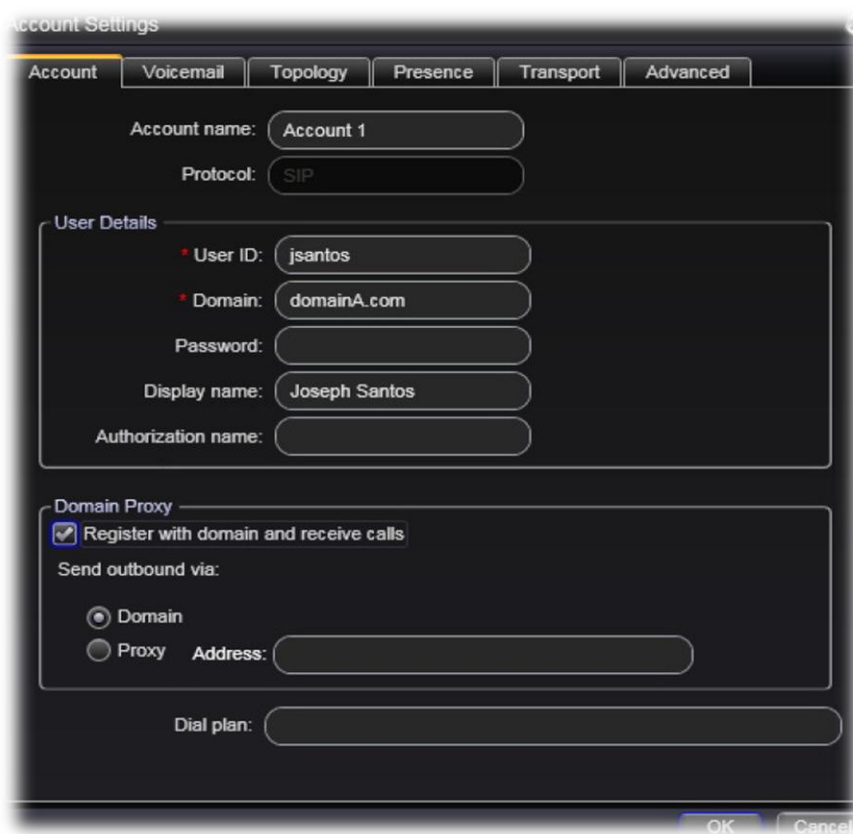 Account Settings
Account Voicemail Topology Presence Transport Advanced
Account name: Account 1
Protocol: SIP
User Details
* User ID: jsantos
* Domain: domainA.com
Password:
Display name: Joseph Santos
Authorization name:
Domain Proxy
Register with domain and receive calls
Send outbound via:
Domain
Proxy Address:
Dial plan:
OK Cancel